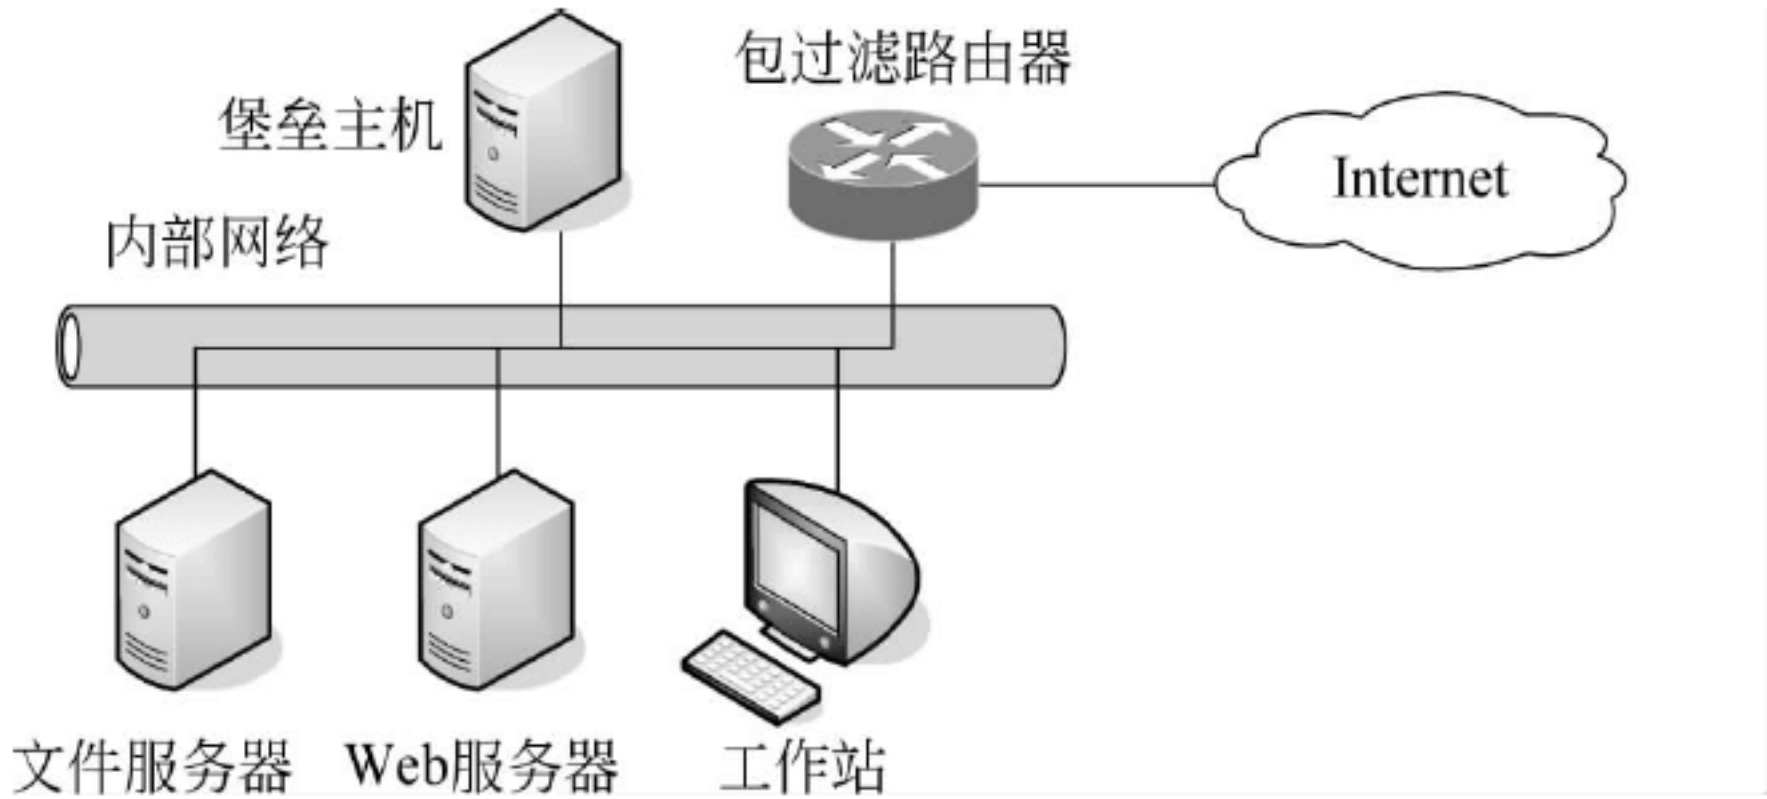 包过滤路由器
堡垒主机
Internet
内部网络
文件服务器
Web服务器
工作站